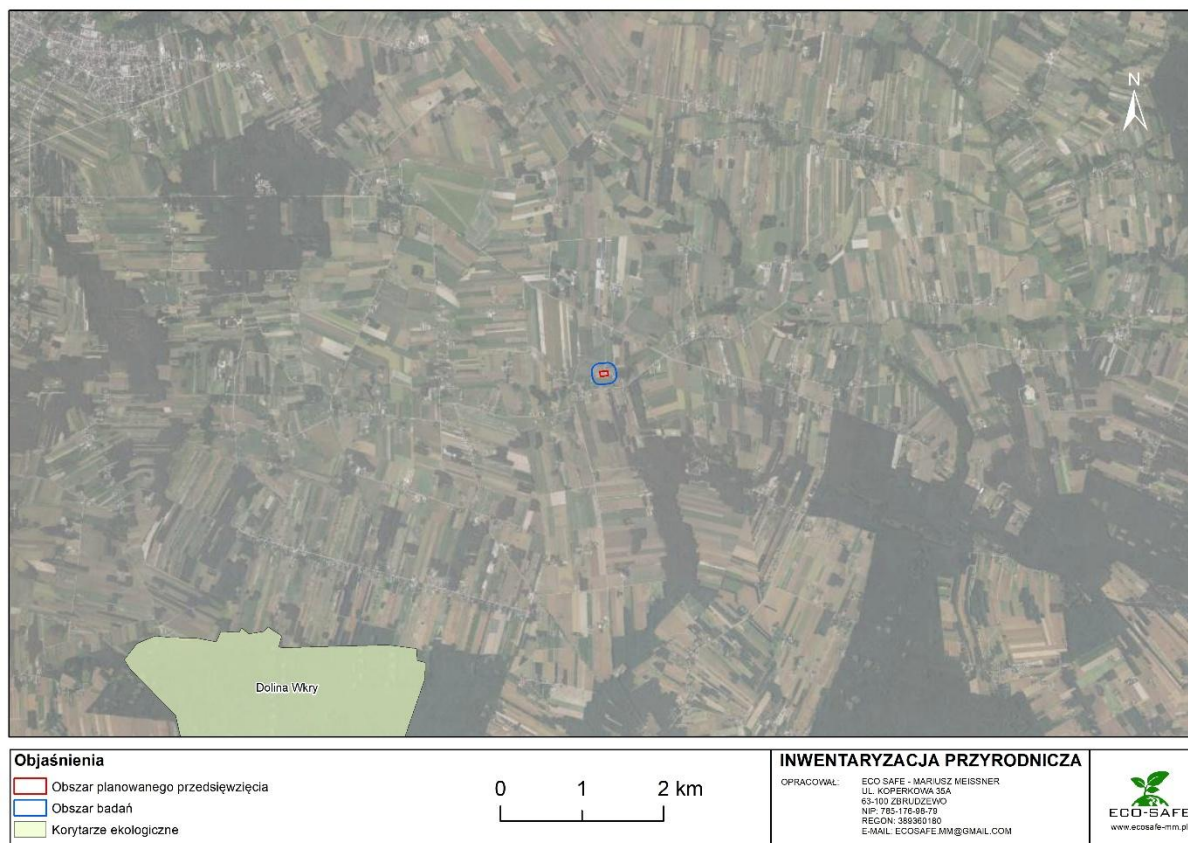 N
Dolina Wkry
Objaśnienia
Obszar planowanego przedsięwzięcia
Obszar badań
Korytarze ekologiczne
0 1 2 km
INWENTARYZACJA PRZYRODNICZA
OPRACOWAŁ: ECO SAFE - MARIUSZ MEISSNER
UL. KOPERKOWA 35A
63-100 ZBRUDZEWO
NIP: 785-176-98-79
REGON: 389360180
E-MAIL: ECOSAFE.MM@GMAIL.COM
ECO-SAFE
www.ecosafe-mm.pl